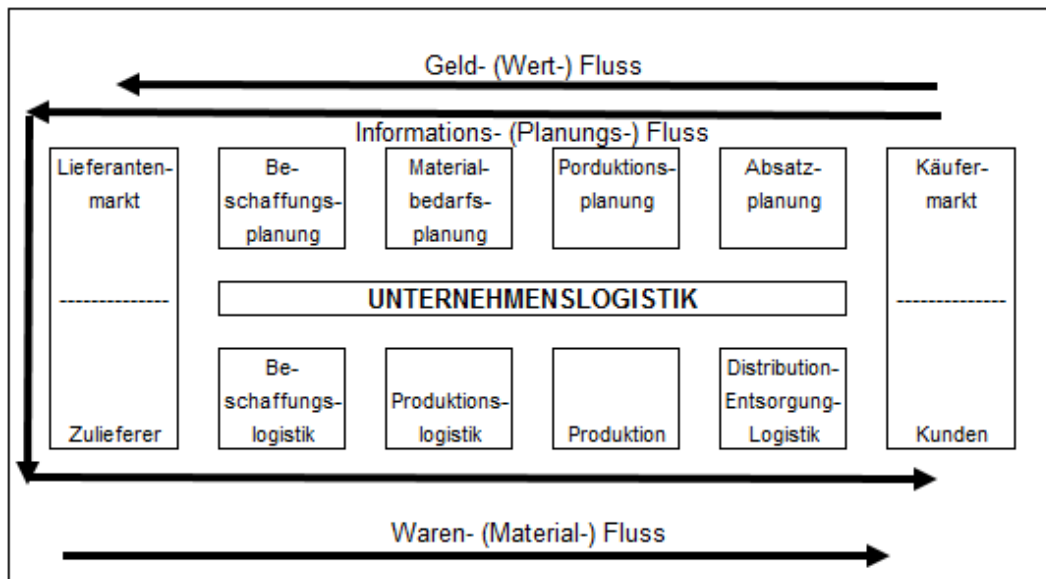 Geld- (Wert-) Fluss
Informations- (Planungs-) Fluss
Lieferanten-
markt
--------------
Zulieferer
Be-
schaffungs-
planung
Material-
bedarfs-
planung
Porduktions-
planung
Absatz-
planung
Käufer-
markt
--------------
Kunden
UNTERNEHMENSLOGISTIK
Be-
schaffungs-
logistik
Produktions-
logistik
Produktion
Distribution-
Entsorgung-
Logistik
Waren- (Material-) Fluss